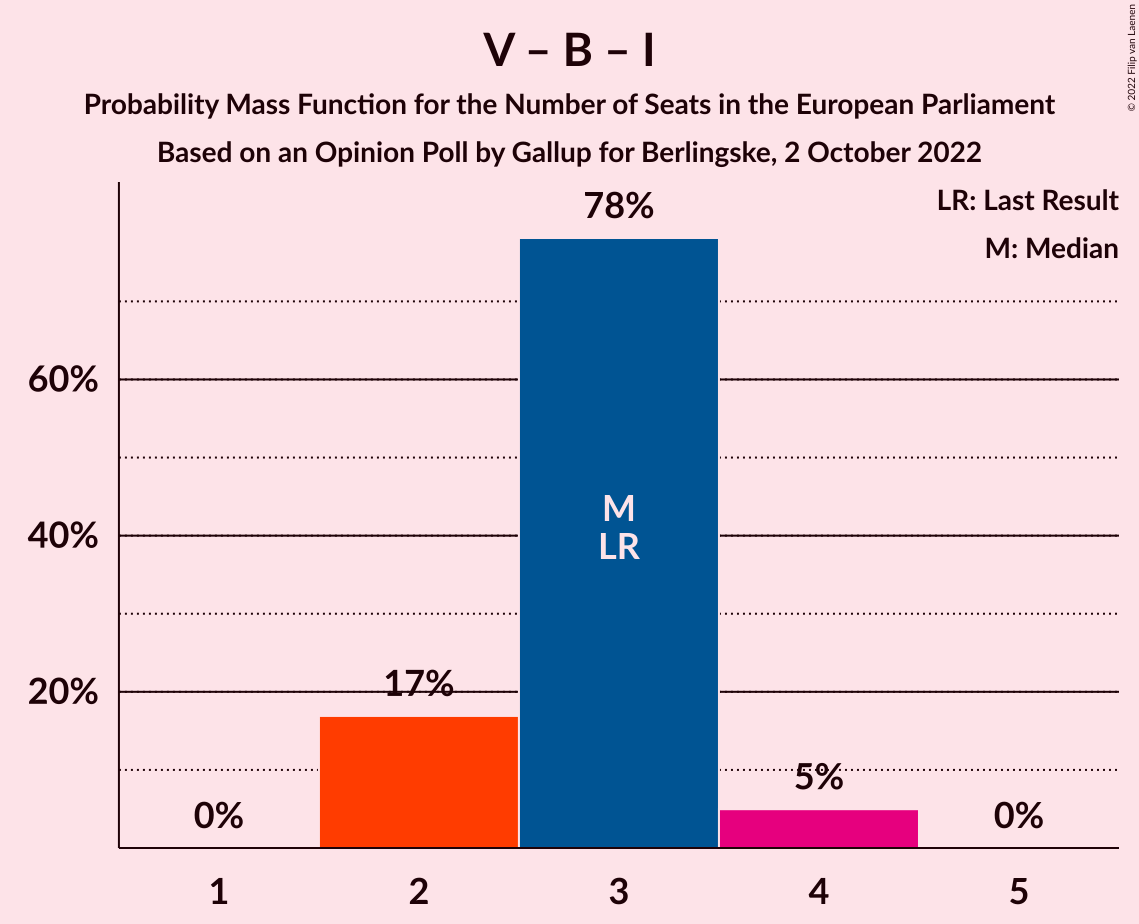 V – B – I
Probability Mass Function for the Number of Seats in the European Parliament
Based on an Opinion Poll by Gallup for Berlingske, 2 October 2022
© 2022 Filip van Laenen
LR: Last Result
M: Median
78%
60%
40%
20%
M
LR
17%
5%
0%
0%
1
2
3
4
5